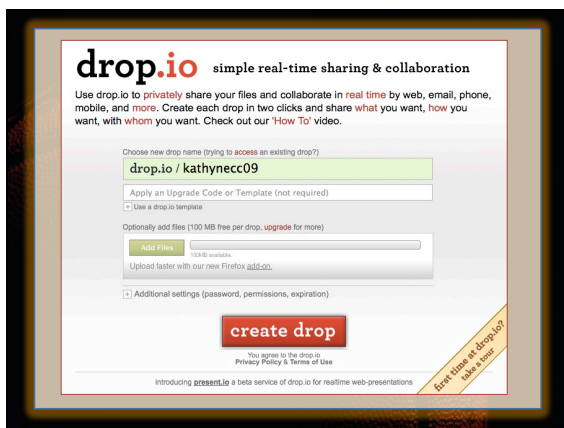 drop.io simple real-time sharing & collaboration
Use drop.io to privately share your files and collaborate in real time by web, email, phone,
mobile, and more. Create each drop in two clicks and share what you want, how you
want, with whom you want. Check out our 'How To' video.
Choose new drop name (trying to access an existing drop?)
drop.io / kathynecc09
Apply an Upgrade Code or Template (not required)
+ Use a drop.io template
Optionally add files (100 MB free per drop, upgrade for more)
Add Files
100MB available.
Upload faster with our new Firefox add-on.
+ Additional settings (password, permissions, expiration)
create drop
You agree to the drop.io
Privacy Policy & Terms of Use
first time at drop.io?
take a tour
introducing present.io a beta service of drop.io for realtime web-presentations